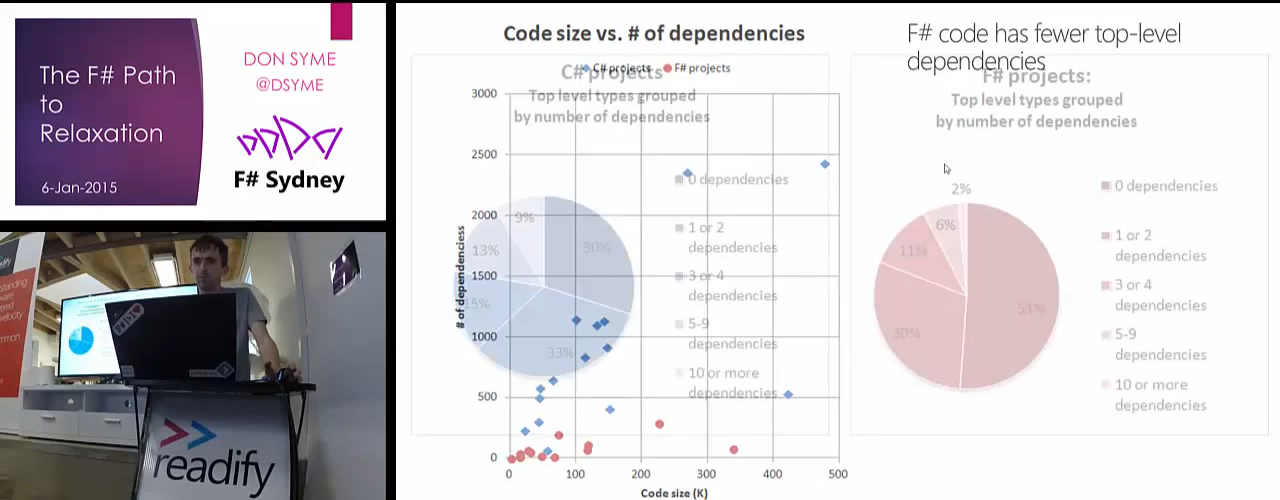 The F# Path
to
Relaxation
6-Jan-2015
DON SYME
@DSYME
F# Sydney
readify
F# code has fewer top-level
dependencies
Code size vs. # of dependencies
C# projects
F# projects
# of dependenciess
3000
2500
2000
1500
1000
500
0
0
100
200
300
400
500
Code size (K)
C# projects
Top level types grouped
by number of dependencies
9%
13%
15%
33%
30%
0 dependencies
1 or 2
dependencies
3 or 4
dependencies
5-9
dependencies
10 or more
dependencies
F# projects:
Top level types grouped
by number of dependencies
2%
6%
11%
30%
51%
0 dependencies
1 or 2
dependencies
3 or 4
dependencies
5-9
dependencies
10 or more
dependencies